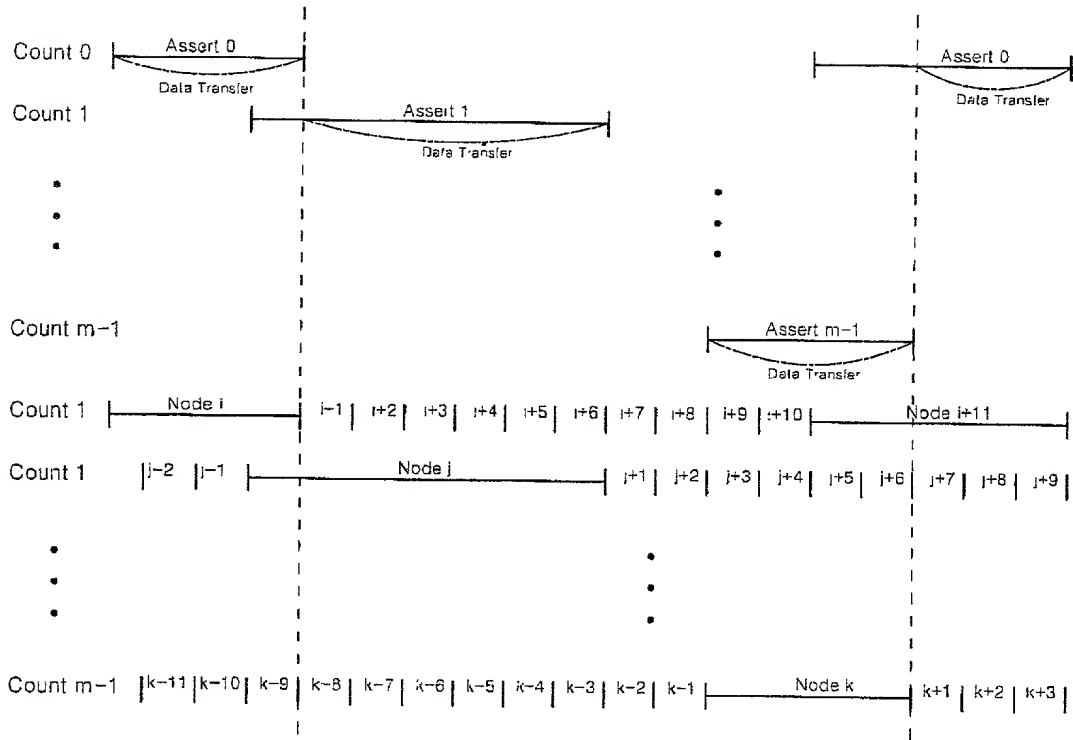 Count 0 Assert 0 Assert 0
Data Transfer Data Transfer
Count 1 Assert 1
Data Transfer
Count m-1 Assert m-1
Data Transfer
Count 1 Node i i-1 i+2 i+3 i+4 i+5 i+6 i+7 i+8 i+9 i+10 Node i+11
Count 1 j-2 j-1 Node j j+1 j+2 j+3 j+4 j+5 j+6 j+7 j+8 j+9
Count m-1 k-11 k-10 k-9 k-8 k-7 k-6 k-5 k-4 k-3 k-2 k-1 Node k k+1 k+2 k+3